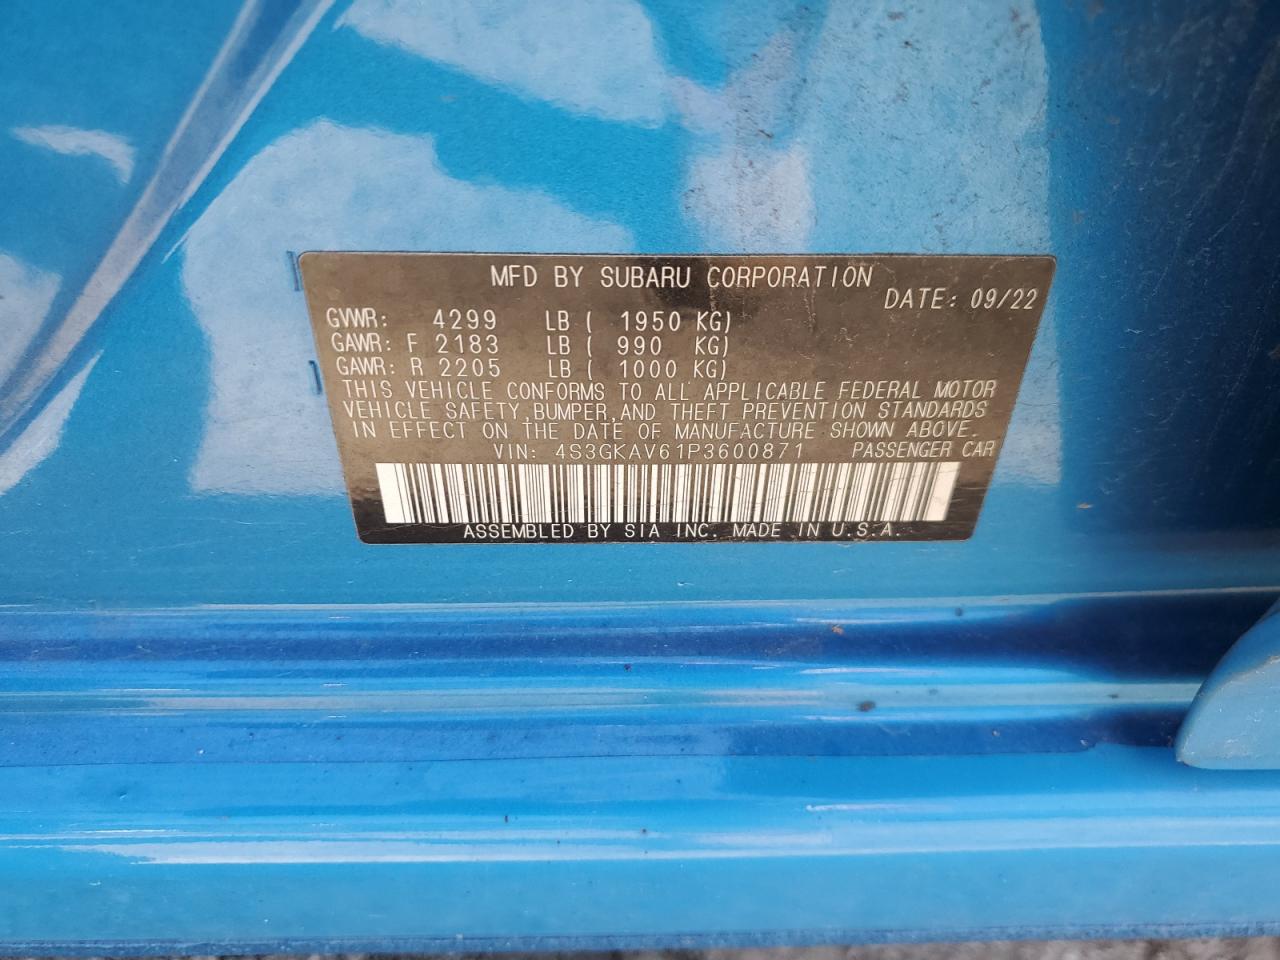 MFD BY SUBARU CORPORATION
DATE: 09/22
GVWR: 4299 LB ( 1950 KG)
GAWR: F 2183 LB ( 990 KG)
GAWR: R 2205 LB ( 1000 KG)
THIS VEHICLE CONFORMS TO ALL APPLICABLE FEDERAL MOTOR
VEHICLE SAFETY, BUMPER, AND THEFT PREVENTION STANDARDS
IN EFFECT ON THE DATE OF MANUFACTURE SHOWN ABOVE.
VIN: 4S3GKAV61P3600871 PASSENGER CAR
ASSEMBLED BY SIA INC. MADE IN U.S.A.